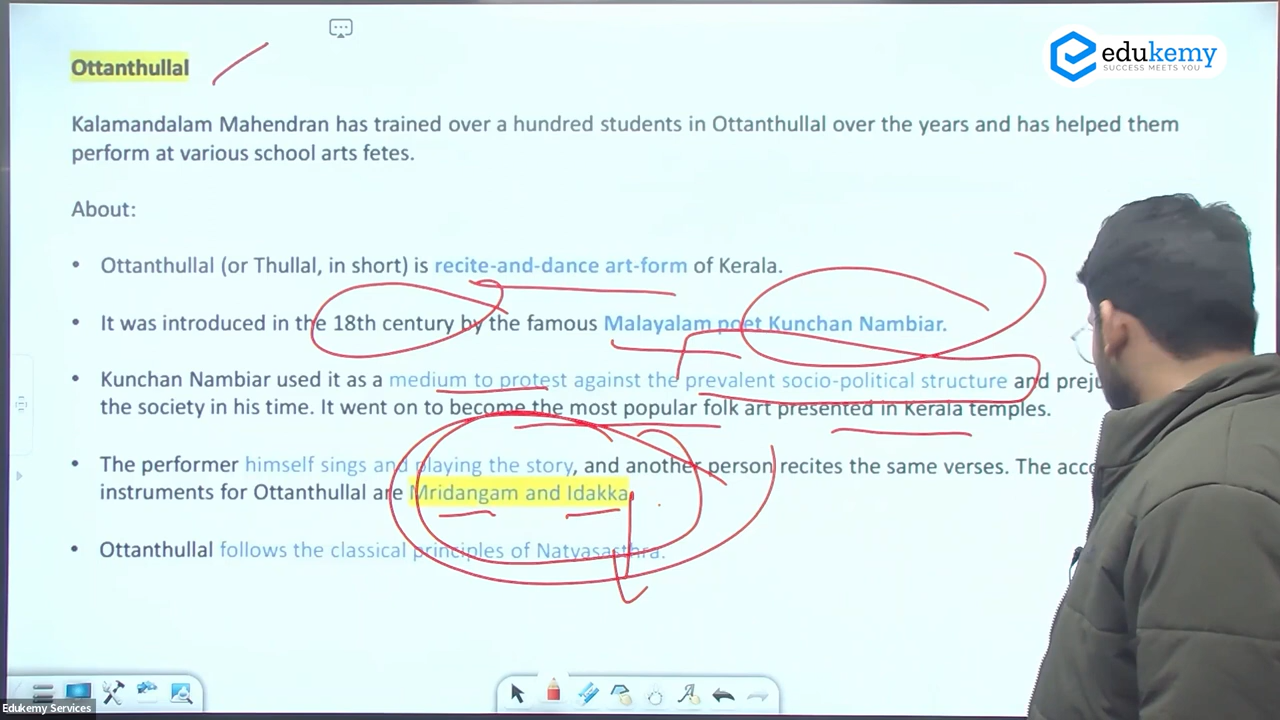 edukemy
SUCCESS MEETS YOU
Ottanthullal
Kalamandalam Mahendran has trained over a hundred students in Ottanthullal over the years and has helped them
perform at various school arts fetes.
About:
• Ottanthullal (or Thullal, in short) is recite-and-dance art-form of Kerala.
• It was introduced in the 18th century by the famous Malayalam poet Kunchan Nambiar.
• Kunchan Nambiar used it as a medium to protest against the prevalent socio-political structure and
the society in his time. It went on to become the most popular folk art presented in Kerala temples.
• The performer himself sings and playing the story, and another person recites the same verses. The
instruments for Ottanthullal are Mridangam and Idakka
• Ottanthullal follows the classical principles of Natyasasthra.
Edukemy Services